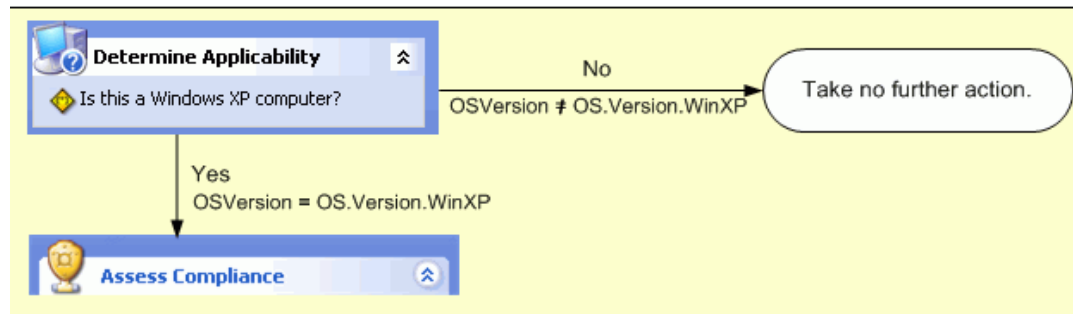 Determine Applicability
Is this a Windows XP computer?
No
OSVersion ≠ OS.Version.WinXP
Take no further action.
Yes
OSVersion = OS.Version.WinXP
Assess Compliance